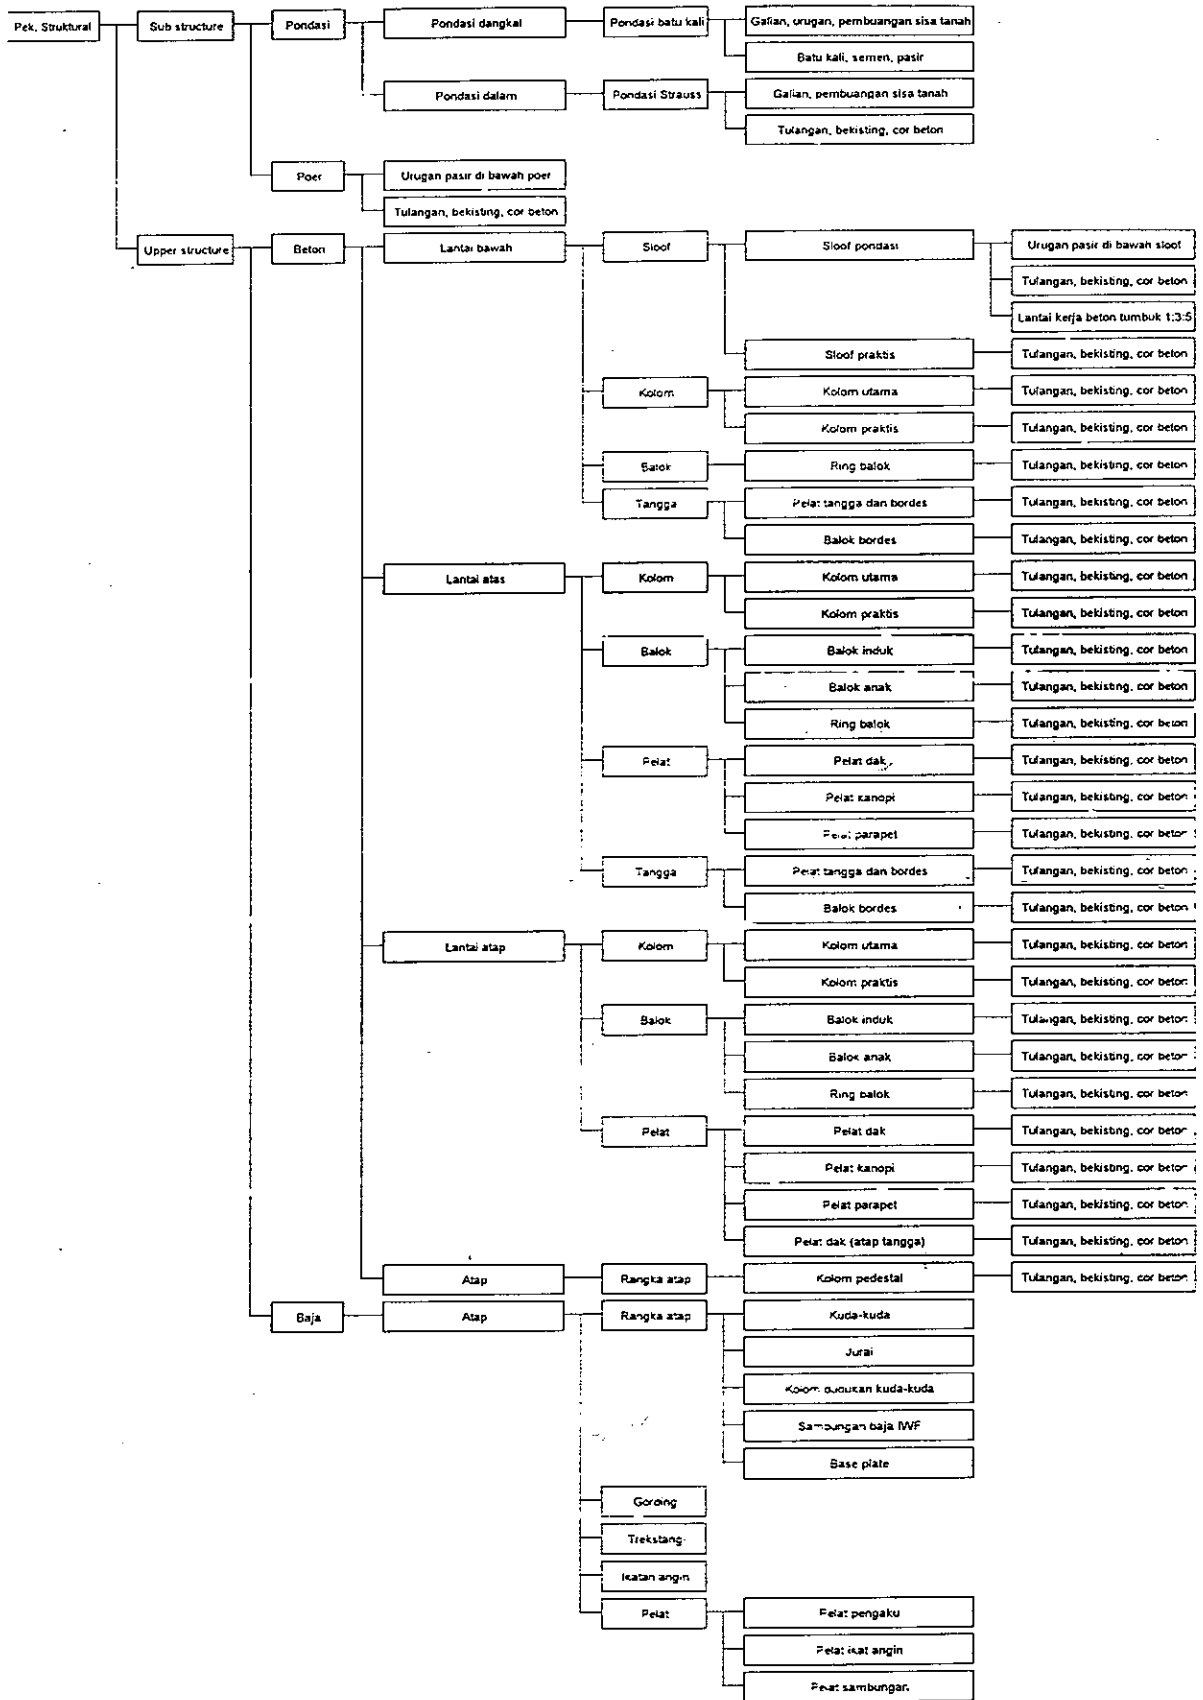 Pek. Struktural Sub structure Pondasi Pondasi dangkal Pondasi batu kali Galian, urugan, pembuangan sisa tanah
Batu kali, semen, pasir
Pondasi dalam Pondasi Strauss Galian, pembuangan sisa tanah
Tulangan, bekisting, cor beton
Poer Urugan pasir di bawah poer
Tulangan, bekisting, cor beton
Upper structure Beton Lantai bawah Sloof Sloof pondasi Urugan pasir di bawah sloof
Tulangan, bekisting, cor beton
Lantai kerja beton tumbuk 1:3:5
Sloof praktis Tulangan, bekisting, cor beton
Kolom Kolom utama Tulangan, bekisting, cor beton
Kolom praktis Tulangan, bekisting, cor beton
Balok Ring balok Tulangan, bekisting, cor beton
Tangga Pelat tangga dan bordes Tulangan, bekisting, cor beton
Balok bordes Tulangan, bekisting, cor beton
Lantai atas Kolom Kolom utama Tulangan, bekisting, cor beton
Kolom praktis Tulangan, bekisting, cor beton
Balok Balok induk Tulangan, bekisting, cor beton
Balok anak Tulangan, bekisting, cor beton
Ring balok Tulangan, bekisting, cor beton
Pelat Pelat dak Tulangan, bekisting, cor beton
Pelat kanopi Tulangan, bekisting, cor beton
Pelat parapet Tulangan, bekisting, cor beton
Tangga Pelat tangga dan bordes Tulangan, bekisting, cor beton
Balok bordes Tulangan, bekisting, cor beton
Lantai atap Kolom Kolom utama Tulangan, bekisting, cor beton
Kolom praktis Tulangan, bekisting, cor beton
Balok Balok induk Tulangan, bekisting, cor beton
Balok anak Tulangan, bekisting, cor beton
Ring balok Tulangan, bekisting, cor beton
Pelat Pelat dak Tulangan, bekisting, cor beton
Pelat kanopi Tulangan, bekisting, cor beton
Pelat parapet Tulangan, bekisting, cor beton
Pelat dak (atap tangga) Tulangan, bekisting, cor beton
Atap Rangka atap Kolom pedestal Tulangan, bekisting, cor beton
Baja Atap Rangka atap Kuda-kuda
Jurai
Kolom dudukan kuda-kuda
Sambungan baja IWF
Base plate
Gording
Trekstang
Ikatan angin
Pelat Pelat pengaku
Pelat ikat angin
Pelat sambungan